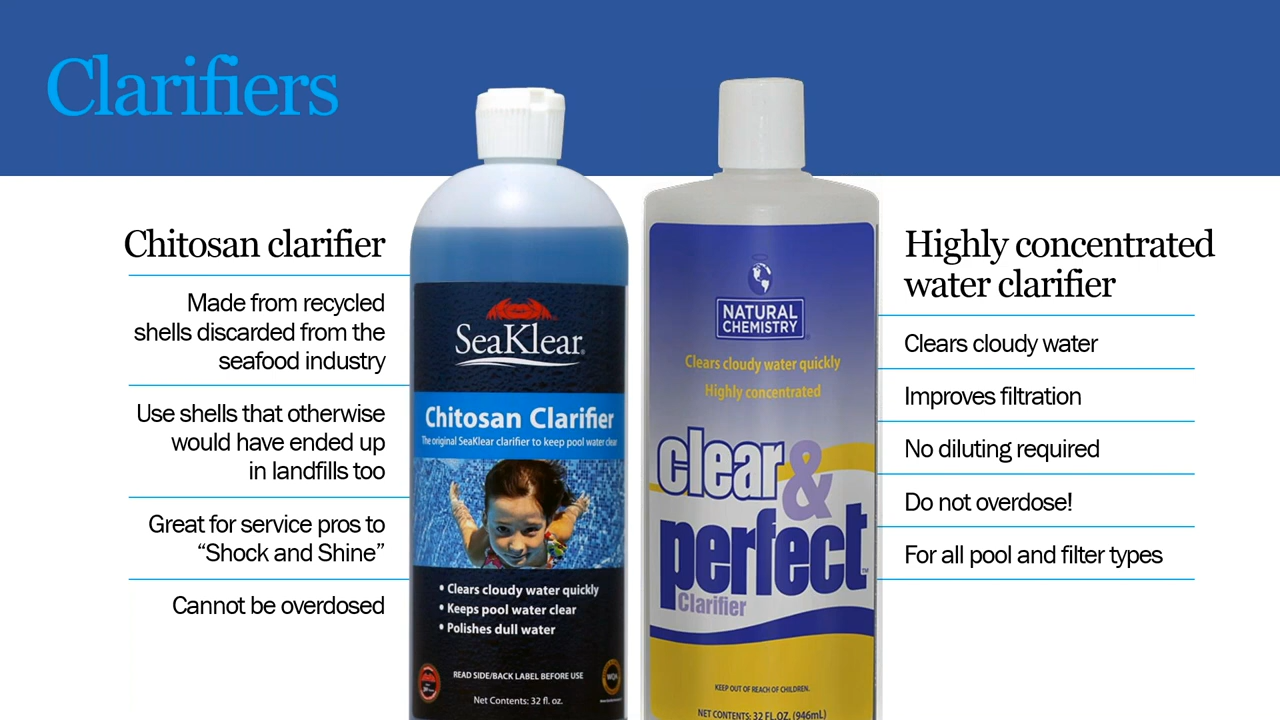 Clarifiers
Chitosan clarifier
Made from recycled
shells discarded from the
seafood industry
Use shells that otherwise
would have ended up
in landfills too
Great for service pros to
“Shock and Shine”
Cannot be overdosed
SeaKlear®
Chitosan Clarifier
The original SeaKlear clarifier to keep pool water clear
• Clears cloudy water quickly
• Keeps pool water clear
• Polishes dull water
READ SIDE/BACK LABEL BEFORE USE
WQA
Net Contents: 32 fl. oz.
NATURAL
CHEMISTRY
Clears cloudy water quickly
Highly concentrated
clear &
perfect™
Clarifier
KEEP OUT OF REACH OF CHILDREN.
NET CONTENTS: 32 FL.OZ. (946mL)
Highly concentrated
water clarifier
Clears cloudy water
Improves filtration
No diluting required
Do not overdose!
For all pool and filter types